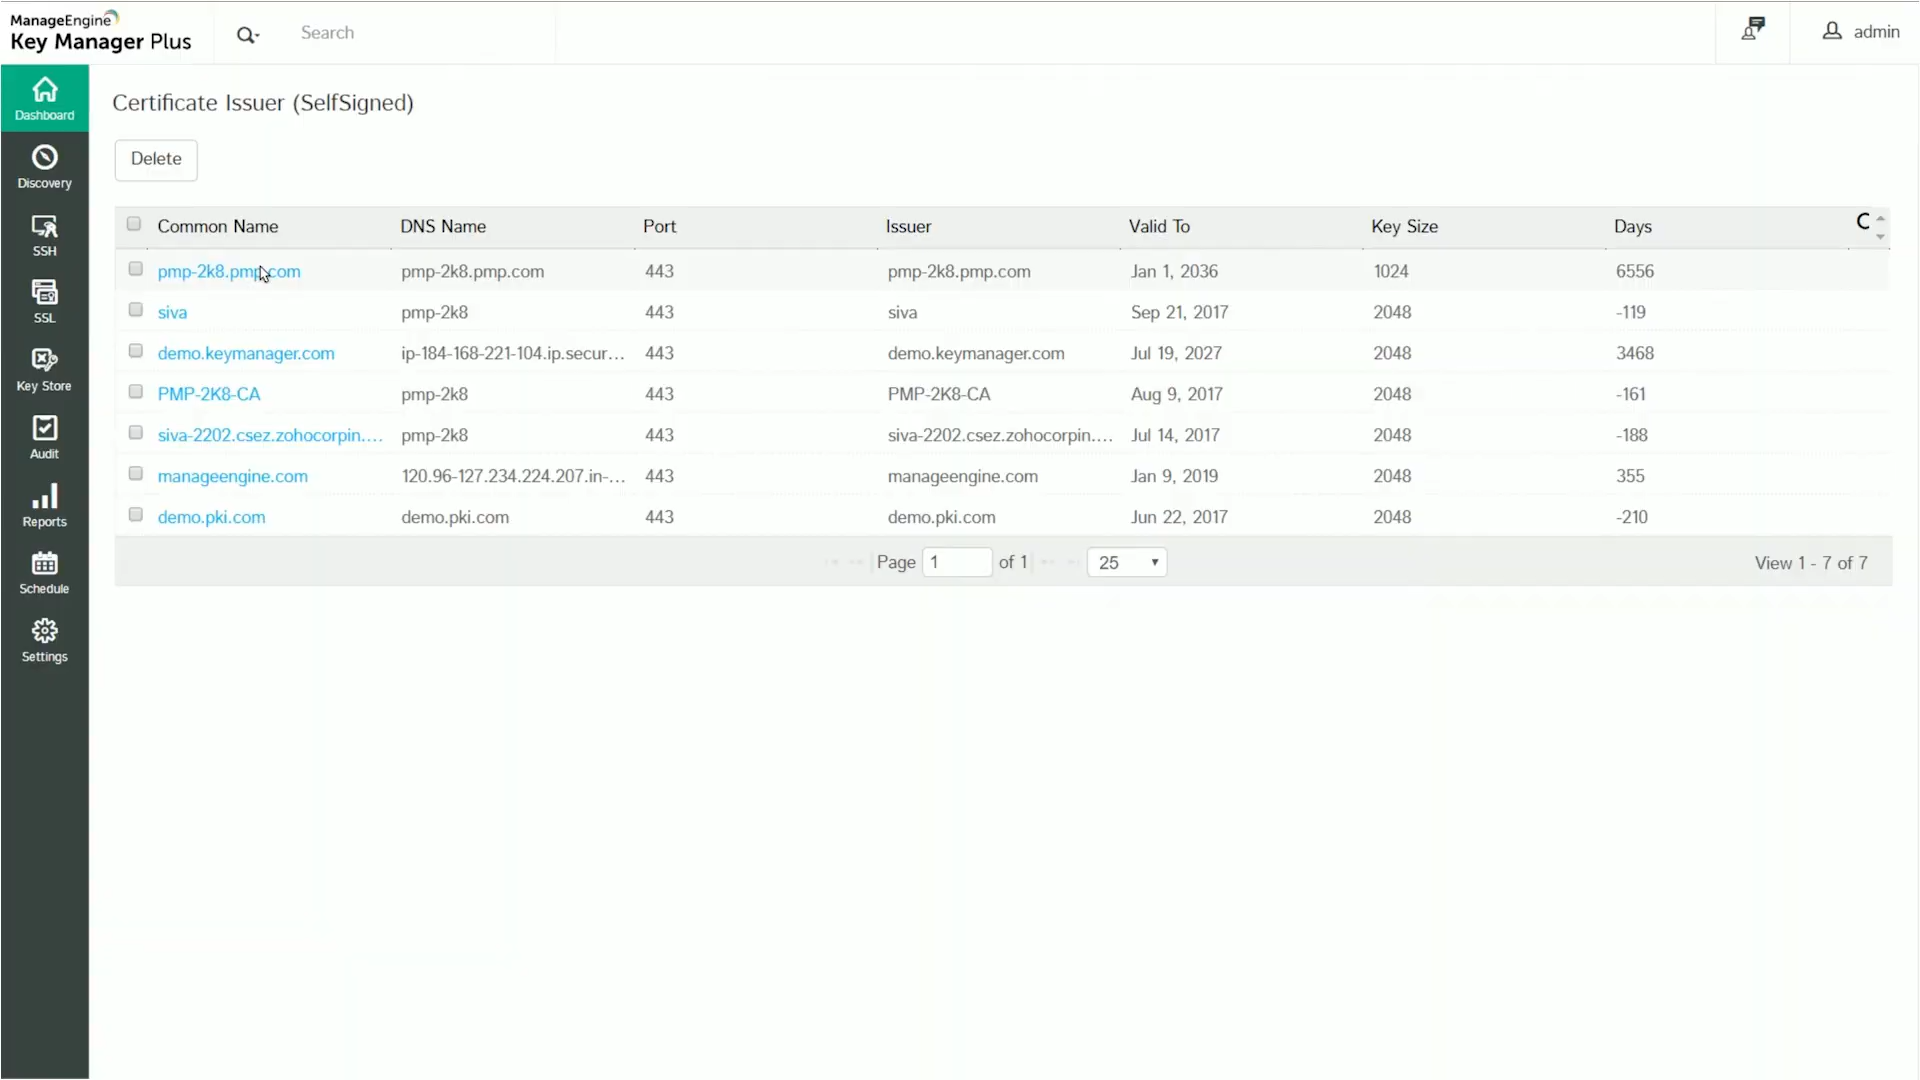 ManageEngine
Key Manager Plus
Search
admin
Dashboard
Discovery
SSH
SSL
Key Store
Audit
Reports
Schedule
Settings
Certificate Issuer (SelfSigned)
Delete
Common Name DNS Name Port Issuer Valid To Key Size Days
pmp-2k8.pmp.com pmp-2k8.pmp.com 443 pmp-2k8.pmp.com Jan 1, 2036 1024 6556
siva pmp-2k8 443 siva Sep 21, 2017 2048 -119
demo.keymanager.com ip-184-168-221-104.ip.secur... 443 demo.keymanager.com Jul 19, 2027 2048 3468
PMP-2K8-CA pmp-2k8 443 PMP-2K8-CA Aug 9, 2017 2048 -161
siva-2202.csez.zohocorpin.... pmp-2k8 443 siva-2202.csez.zohocorpin.... Jul 14, 2017 2048 -188
manageengine.com 120.96-127.234.224.207.in-... 443 manageengine.com Jan 9, 2019 2048 355
demo.pki.com demo.pki.com 443 demo.pki.com Jun 22, 2017 2048 -210
Page 1 of 1 25 View 1 - 7 of 7